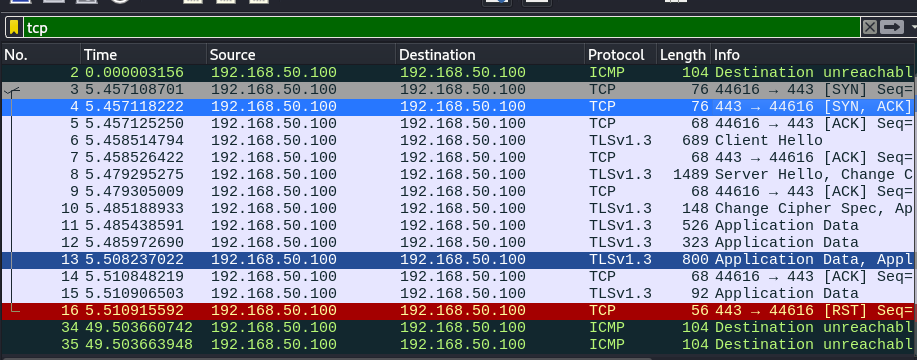 tcp
No. Time Source Destination Protocol Length Info
2 0.000003156 192.168.50.100 192.168.50.100 ICMP 104 Destination unreachabl
3 5.457108701 192.168.50.100 192.168.50.100 TCP 76 44616 → 443 [SYN] Seq=
4 5.457118222 192.168.50.100 192.168.50.100 TCP 76 443 → 44616 [SYN, ACK]
5 5.457125250 192.168.50.100 192.168.50.100 TCP 68 44616 → 443 [ACK] Seq=
6 5.458514794 192.168.50.100 192.168.50.100 TLSv1.3 689 Client Hello
7 5.458526422 192.168.50.100 192.168.50.100 TCP 68 443 → 44616 [ACK] Seq=
8 5.479295275 192.168.50.100 192.168.50.100 TLSv1.3 1489 Server Hello, Change C
9 5.479305009 192.168.50.100 192.168.50.100 TCP 68 44616 → 443 [ACK] Seq=
10 5.485188933 192.168.50.100 192.168.50.100 TLSv1.3 148 Change Cipher Spec, Ap
11 5.485438591 192.168.50.100 192.168.50.100 TLSv1.3 526 Application Data
12 5.485972690 192.168.50.100 192.168.50.100 TLSv1.3 323 Application Data
13 5.508237022 192.168.50.100 192.168.50.100 TLSv1.3 800 Application Data, Appl
14 5.510848219 192.168.50.100 192.168.50.100 TCP 68 44616 → 443 [ACK] Seq=
15 5.510906503 192.168.50.100 192.168.50.100 TLSv1.3 92 Application Data
16 5.510915592 192.168.50.100 192.168.50.100 TCP 56 443 → 44616 [RST] Seq=
34 49.503660742 192.168.50.100 192.168.50.100 ICMP 104 Destination unreachabl
35 49.503663948 192.168.50.100 192.168.50.100 ICMP 104 Destination unreachabl